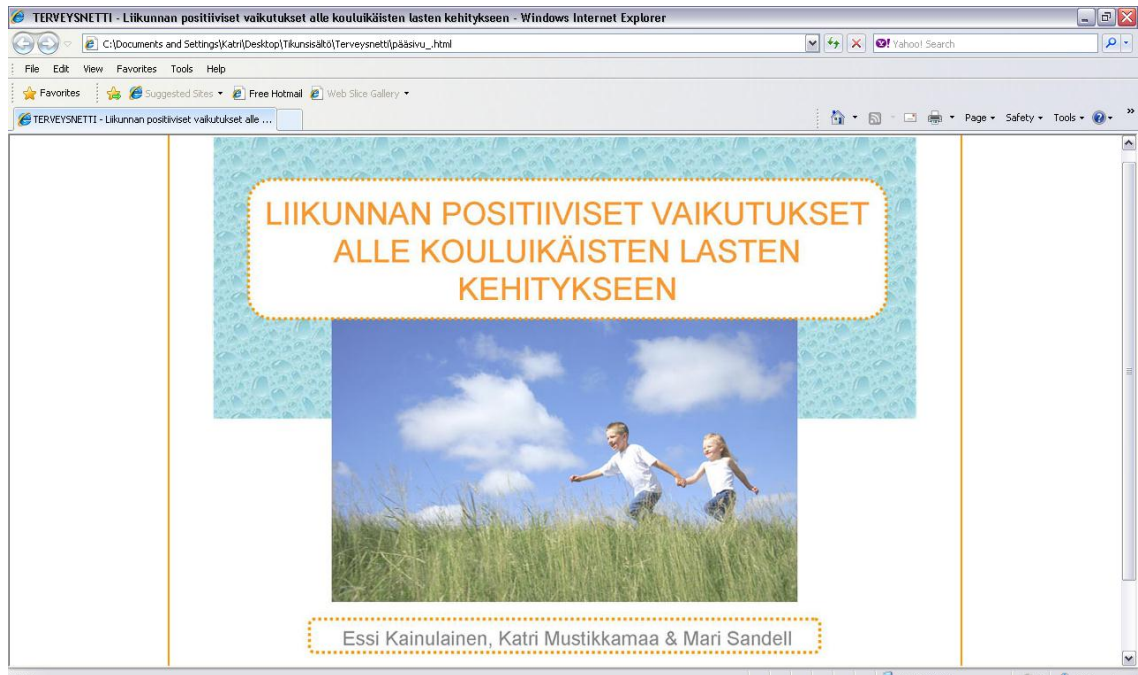 TERVEYSNETTI - Liikunnan positiiviset vaikutukset alle kouluikäisten lasten kehitykseen - Windows Internet Explorer
C:\Documents and Settings\Katri\Desktop\Tikunsisältö\Terveysnetti\pääsivu_.html
Yahoo! Search
File Edit View Favorites Tools Help
Favorites Suggested Sites Free Hotmail Web Slice Gallery
TERVEYSNETTI - Liikunnan positiiviset vaikutukset alle ...
Page Safety Tools
LIIKUNNAN POSITIIVISET VAIKUTUKSET
ALLE KOULUIKÄISTEN LASTEN
KEHITYKSEEN
Essi Kainulainen, Katri Mustikkamaa & Mari Sandell